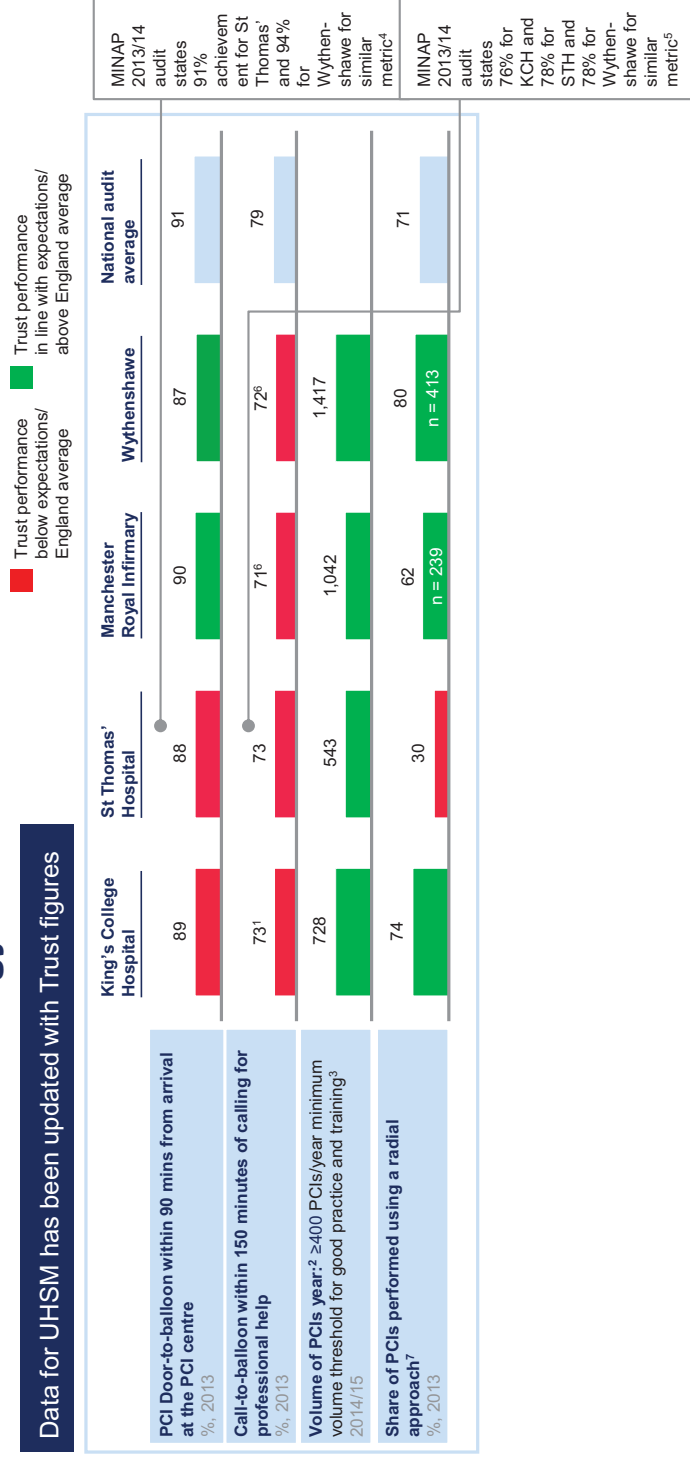 Data for UHSM has been updated with Trust figures
Trust performance
below expectations/
England average
Trust performance
in line with expectations/
above England average
King's College
Hospital
St Thomas'
Hospital
Manchester
Royal Infirmary
Wythenshawe
National audit
average
PCI Door-to-balloon within 90 mins from arrival
at the PCI centre
%, 2013
89
88
90
87
91
Call-to-balloon within 150 minutes of calling for
professional help
%, 2013
73¹
73
71⁶
72⁶
79
Volume of PCIs year:² ≥400 PCIs/year minimum
volume threshold for good practice and training³
2014/15
728
543
1,042
1,417
Share of PCIs performed using a radial
approach⁷
%, 2013
74
30
62
n = 239
80
n = 413
71
MINAP
2013/14
audit
states
91%
achievem
ent for St
Thomas'
and 94%
for
Wythen-
shawe for
similar
metric⁴
MINAP
2013/14
audit
states
76% for
KCH and
78% for
STH and
78% for
Wythen-
shawe for
similar
metric⁵